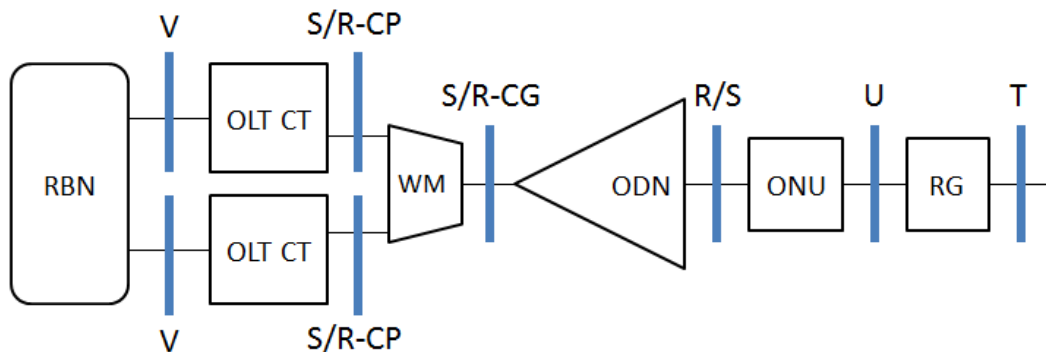 V
S/R-CP
S/R-CG
R/S
U
T
RBN
OLT CT
OLT CT
WM
ODN
ONU
RG
V
S/R-CP